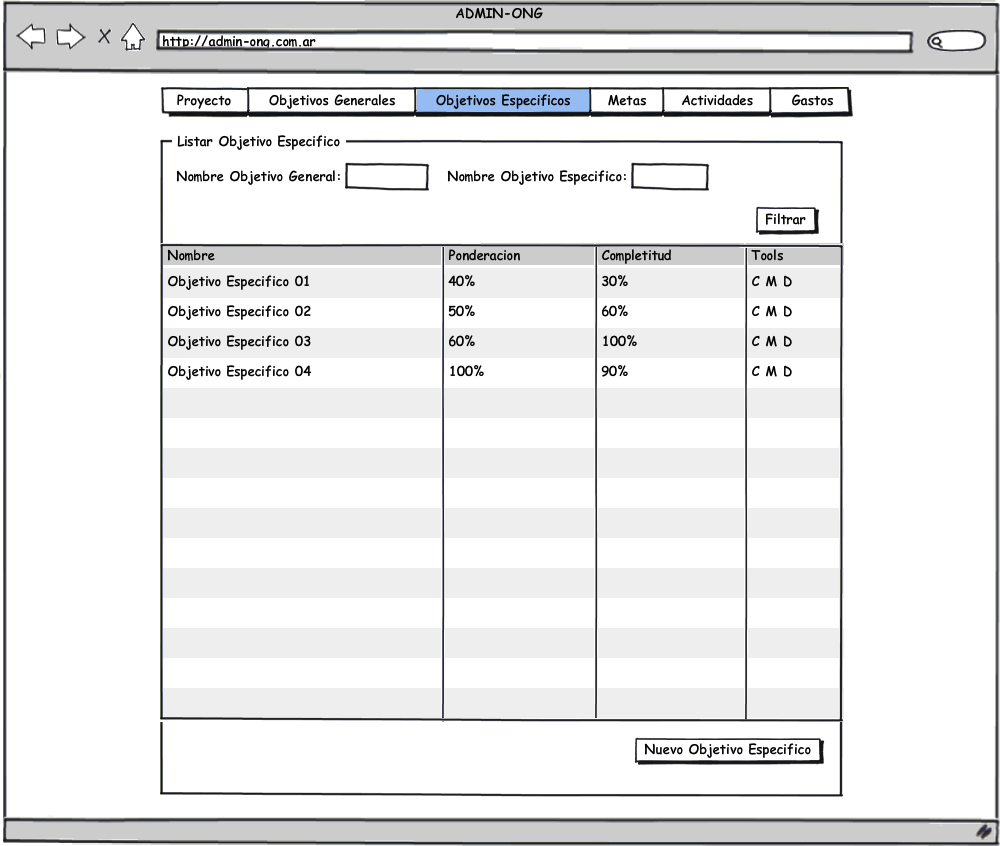 ADMIN-ONG
http://admin-ong.com.ar
Proyecto Objetivos Generales Objetivos Especificos Metas Actividades Gastos
Listar Objetivo Especifico
Nombre Objetivo General: Nombre Objetivo Especifico:
Filtrar
Nombre Ponderacion Completitud Tools
Objetivo Especifico 01 40% 30% C M D
Objetivo Especifico 02 50% 60% C M D
Objetivo Especifico 03 60% 100% C M D
Objetivo Especifico 04 100% 90% C M D
Nuevo Objetivo Especifico